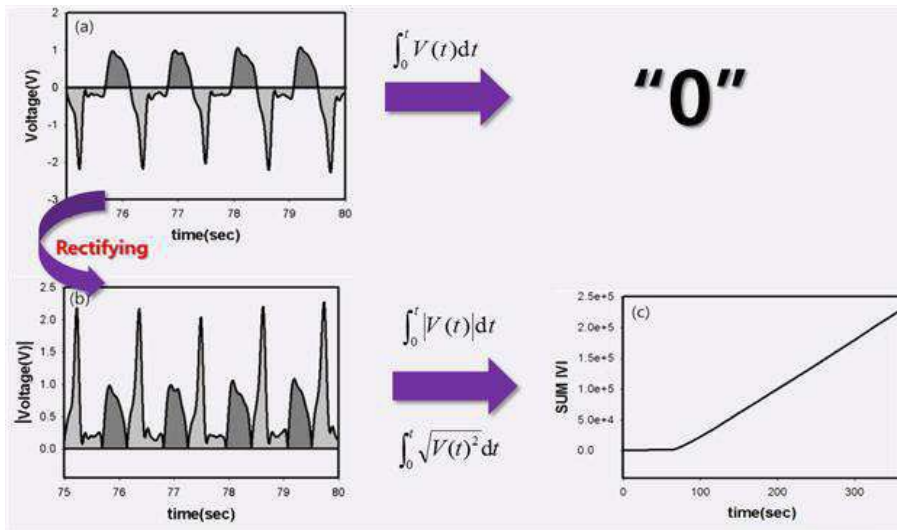 (a)
Voltage(V)
2
1
0
-1
-2
-3
76 77 78 79 80
time(sec)
∫₀ᵗ V(t)dt
“0”
Rectifying
(b)
|Voltage(V)|
2.5
2.0
1.5
1.0
0.5
0.0
75 76 77 78 79 80
time(sec)
∫₀ᵗ |V(t)|dt
∫₀ᵗ √V(t)²dt
(c)
SUM IVI
2.5e+5
2.0e+5
1.5e+5
1.0e+5
5.0e+4
0.0
0 100 200 300
time(sec)